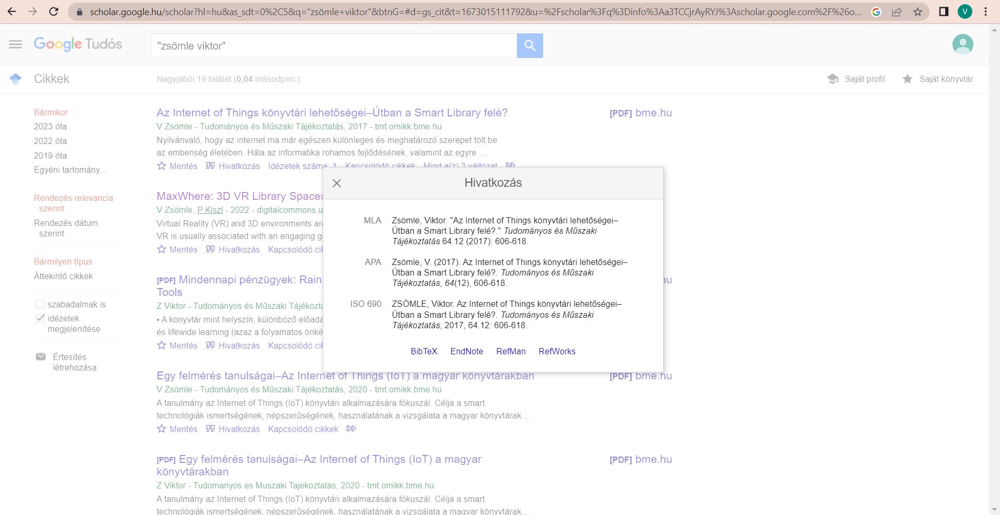 scholar.google.hu/scholar?hl=hu&as_sdt=0%2C5&q="zsömle+viktor"&btnG=#d=gs_cit&t=1673015111792&u=%2Fscholar%3Fq%3Dinfo%3Aa3TCCjrAyRYJ%3Ascholar.google.com%2F%26o...
V
Google Tudós
"zsömle viktor"
Cikkek
Nagyjából 19 találat (0,04 másodperc)
Saját profil
Saját könyvtár
Bármikor
2023 óta
2022 óta
2019 óta
Egyéni tartomány...
Rendezés relevancia
szerint
Rendezés dátum
szerint
Bármilyen típus
Áttekintő cikkek
szabadalmak is
idézetek
megjelenítése
Értesítés
létrehozása
Az Internet of Things könyvtári lehetőségei–Útban a Smart Library felé?
[PDF] bme.hu
V Zsömle - Tudományos és Műszaki Tájékoztatás, 2017 - tmt.omikk.bme.hu
Nyilvánvaló, hogy az internet ma már egészen különleges és meghatározó szerepet tölt be
az emberiség életében. Hála az informatika rohamos fejlődésének, valamint az egyre …
Mentés Hivatkozás Idézetek száma: 1 Kapcsolódó cikkek Mind a(z) 3 változat
MaxWhere: 3D VR Library Spaces
V Zsömle, P Kiszl - 2022 - digitalcommons.u
Virtual Reality (VR) and 3D environments are
VR is usually associated with an engaging g
Mentés Hivatkozás Kapcsolódó cik
[PDF] Mindennapi pénzügyek: Rain
Tools
hu
Z Viktor - Tudományos és Műszaki Tájékozta
▪ A könyvtár mint helyszín, különböző előadá
és lifewide learning (azaz a folyamatos önké
Mentés Hivatkozás Kapcsolódó cik
Egy felmérés tanulságai–Az Internet of Things (IoT) a magyar könyvtárakban
[PDF] bme.hu
V Zsömle - Tudományos és Műszaki Tájékoztatás, 2020 - tmt.omikk.bme.hu
A tanulmány az Internet of Things (IoT) könyvtári alkalmazására fókuszál. Célja a smart
technológiák ismertségének, népszerűségének, használatának a vizsgálata a magyar könyvtárak…
Mentés Hivatkozás Kapcsolódó cikkek
[PDF] Egy felmérés tanulságai–Az Internet of Things (IoT) a magyar
könyvtárakban
[PDF] bme.hu
Z Viktor - Tudomanyos es Muszaki Tajekoztatas, 2020 - tmt.omikk.bme.hu
A tanulmány az Internet of Things (IoT) könyvtári alkalmazására fókuszál. Célja a smart
technológiák ismertségének, népszerűségének, használatának a vizsgálata a magyar könyvtárak…
Hivatkozás
MLA
Zsömle, Viktor. "Az Internet of Things könyvtári lehetőségei–
Útban a Smart Library felé?." Tudományos és Műszaki
Tájékoztatás 64.12 (2017): 606-618.
APA
Zsömle, V. (2017). Az Internet of Things könyvtári lehetőségei–
Útban a Smart Library felé?. Tudományos és Műszaki
Tájékoztatás, 64(12), 606-618.
ISO 690
ZSÖMLE, Viktor. Az Internet of Things könyvtári lehetőségei–
Útban a Smart Library felé?. Tudományos és Műszaki
Tájékoztatás, 2017, 64.12: 606-618.
BibTeX EndNote RefMan RefWorks